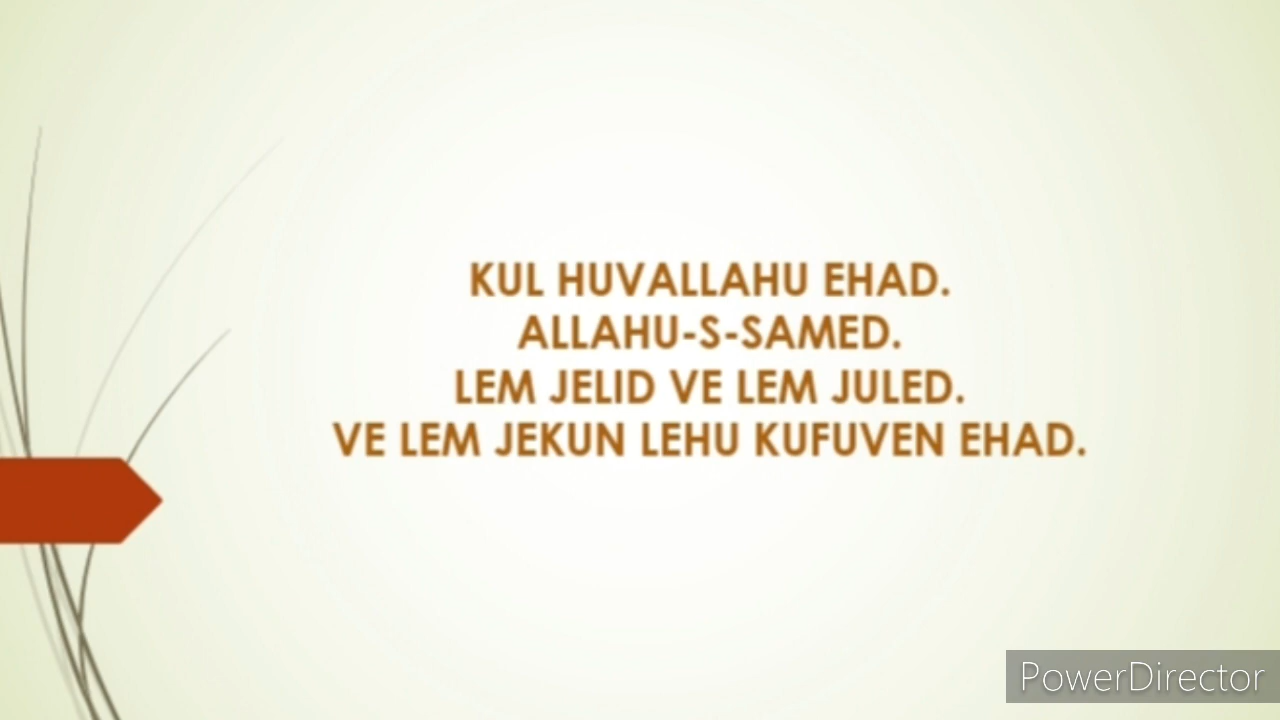 KUL HUVALLAHU EHAD.
ALLAHU-S-SAMED.
LEM JELID VE LEM JULED.
VE LEM JEKUN LEHU KUFUVEN EHAD.
PowerDirector